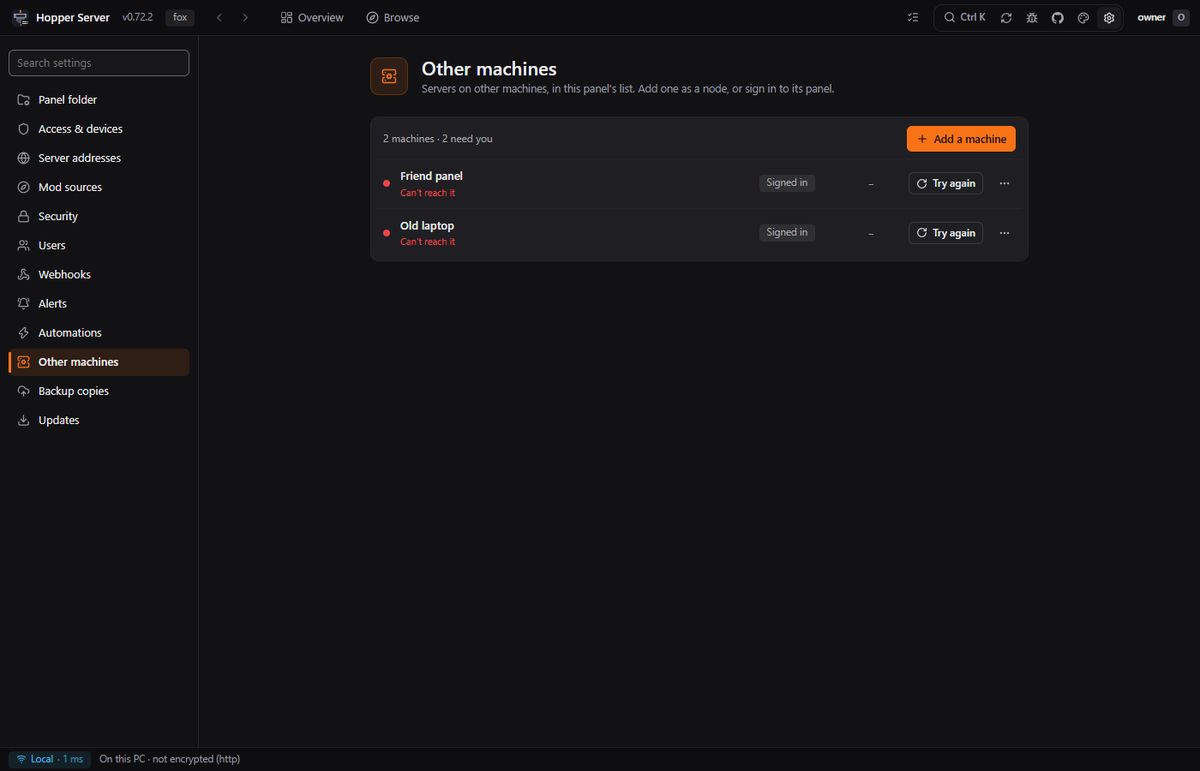 Hopper Server v0.72.2 fox Overview Browse Ctrl K owner O
Search settings
Panel folder
Access & devices
Server addresses
Mod sources
Security
Users
Webhooks
Alerts
Automations
Other machines
Backup copies
Updates
Other machines
Servers on other machines, in this panel's list. Add one as a node, or sign in to its panel.
2 machines · 2 need you + Add a machine
Friend panel
Can't reach it
Signed in – Try again ...
Old laptop
Can't reach it
Signed in – Try again ...
Local · 1 ms On this PC · not encrypted (http)